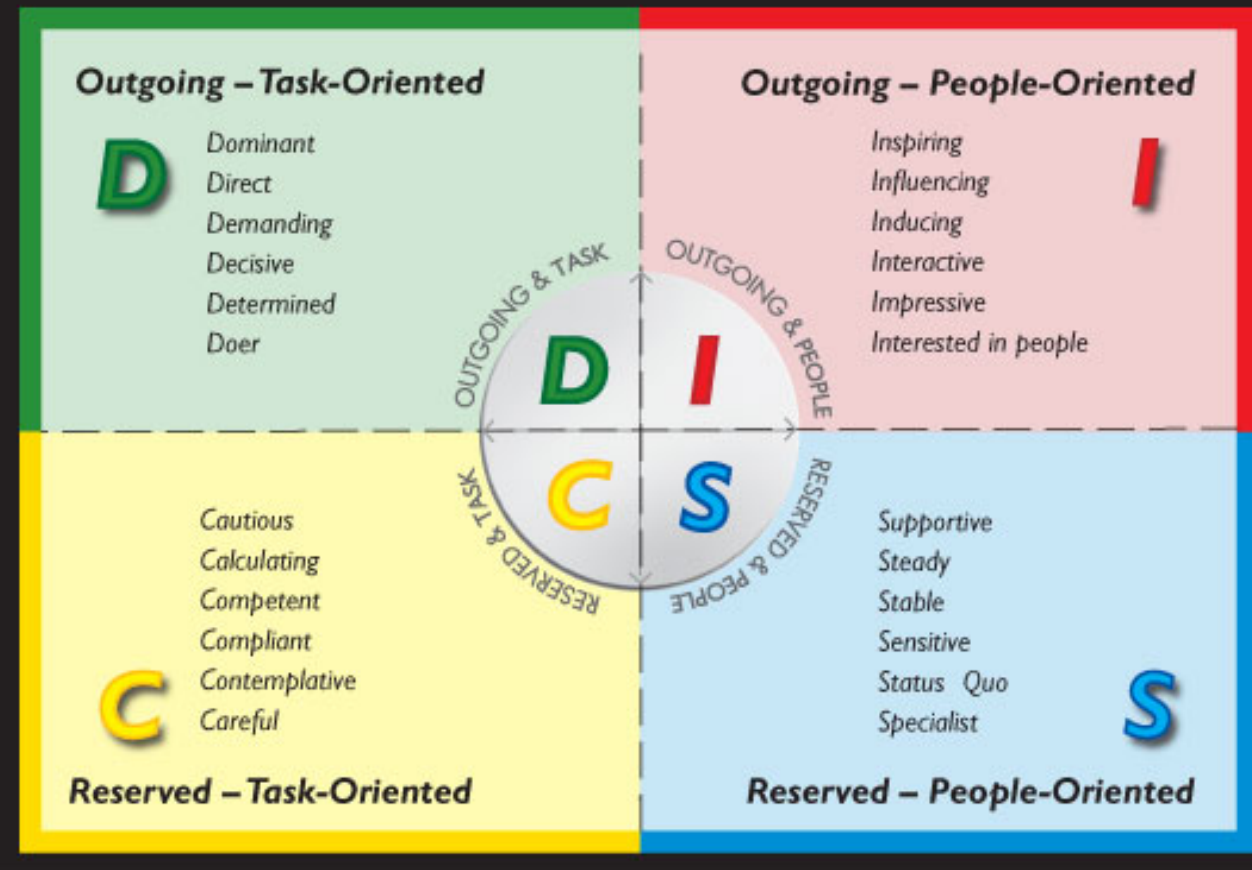 Outgoing – Task-Oriented
D
Dominant
Direct
Demanding
Decisive
Determined
Doer
Outgoing – People-Oriented
I
Inspiring
Influencing
Inducing
Interactive
Impressive
Interested in people
OUTGOING & TASK
OUTGOING & PEOPLE
D I
C S
RESERVED & TASK
RESERVED & PEOPLE
Cautious
Calculating
Competent
Compliant
Contemplative
Careful
C
Reserved – Task-Oriented
Supportive
Steady
Stable
Sensitive
Status Quo
Specialist
S
Reserved – People-Oriented